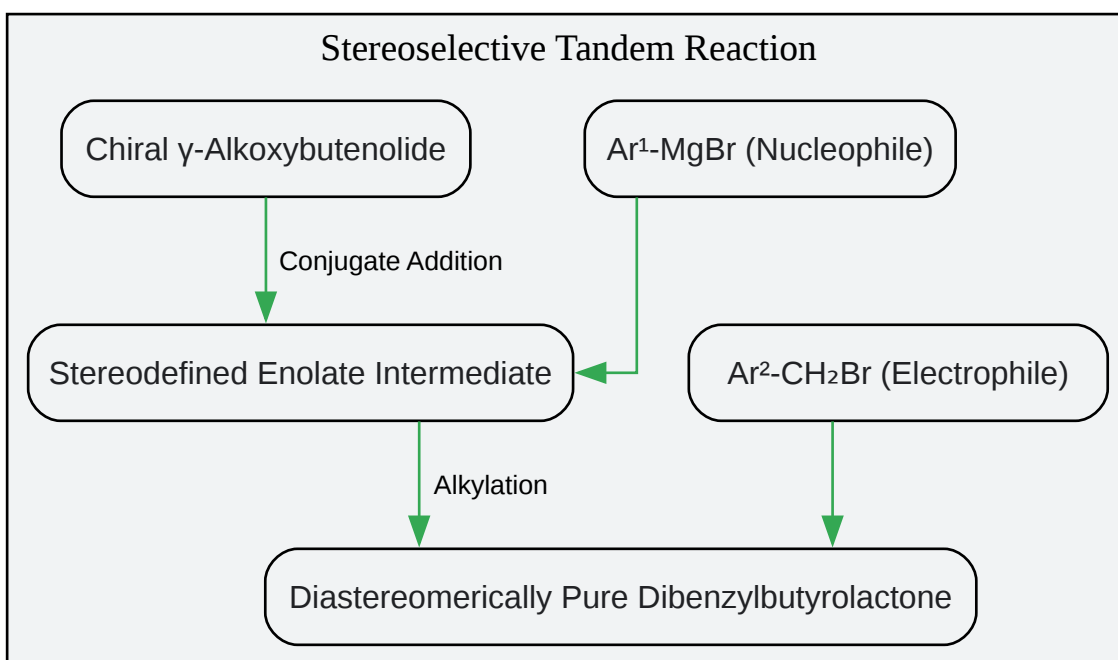 Stereoselective Tandem Reaction
Chiral γ-Alkoxybutenolide
Ar¹-MgBr (Nucleophile)
Conjugate Addition
Stereodefined Enolate Intermediate
Ar²-CH₂Br (Electrophile)
Alkylation
Diastereomerically Pure Dibenzylbutyrolactone